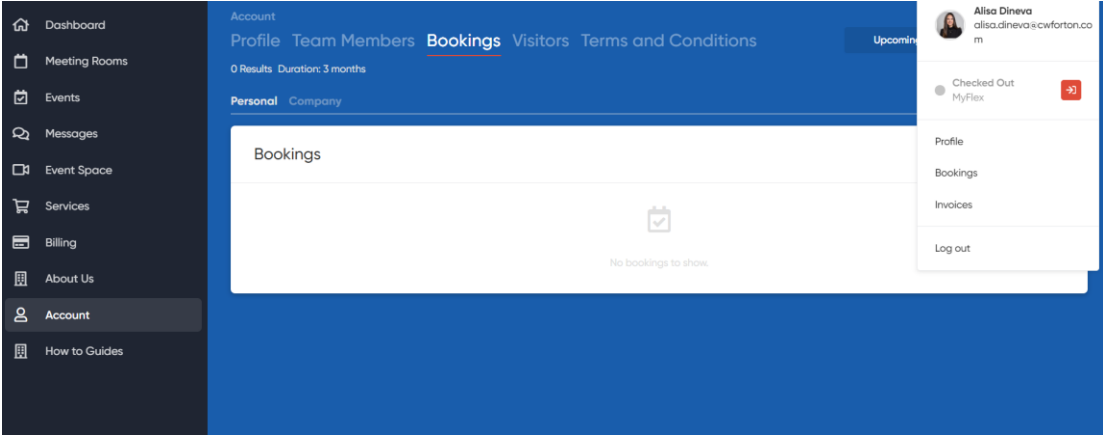 Dashboard
Meeting Rooms
Events
Messages
Event Space
Services
Billing
About Us
Account
How to Guides
Account
Profile Team Members Bookings Visitors Terms and Conditions
Upcoming
0 Results Duration: 3 months
Personal Company
Bookings
No bookings to show.
Alisa Dineva
alisa.dineva@cwforton.co
m
Checked Out
MyFlex
Profile
Bookings
Invoices
Log out